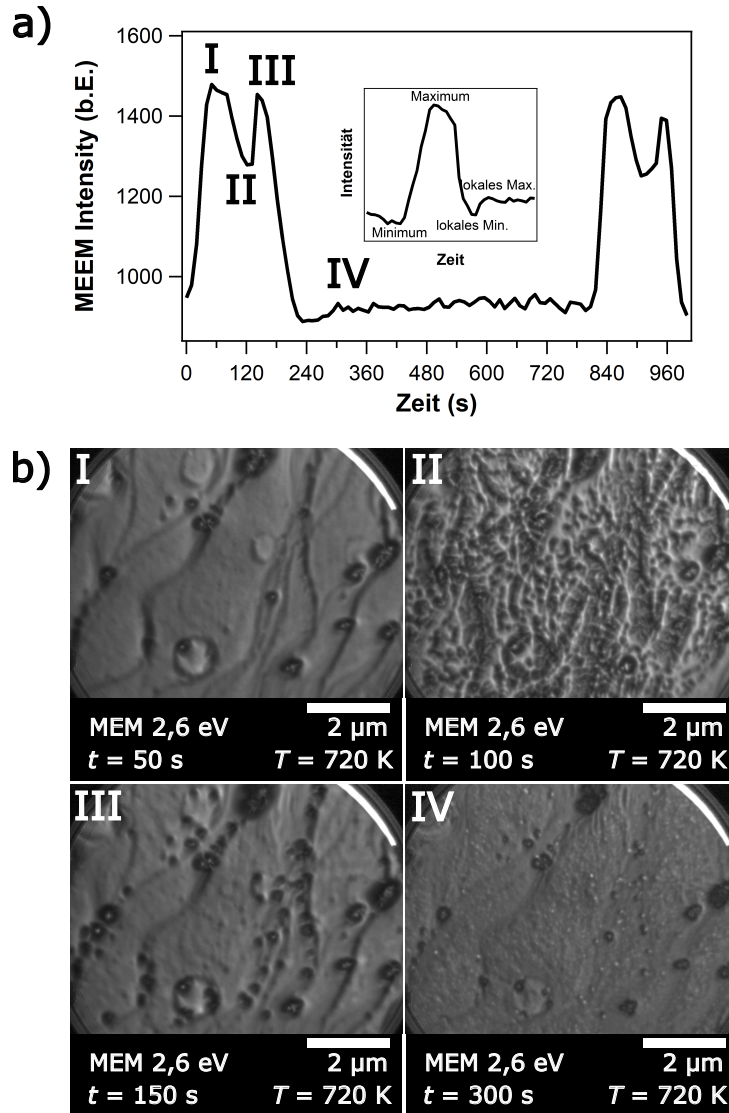 a)
1600
1400
1200
1000
MEEM Intensity (b.E.)
I
III
II
IV
Maximum
Intensität
lokales Max.
Minimum
lokales Min.
Zeit
0
120
240
360
480
600
720
840
960
Zeit (s)
b)
I
MEM 2,6 eV
2 µm
t = 50 s
T = 720 K
II
MEM 2,6 eV
2 µm
t = 100 s
T = 720 K
III
MEM 2,6 eV
2 µm
t = 150 s
T = 720 K
IV
MEM 2,6 eV
2 µm
t = 300 s
T = 720 K